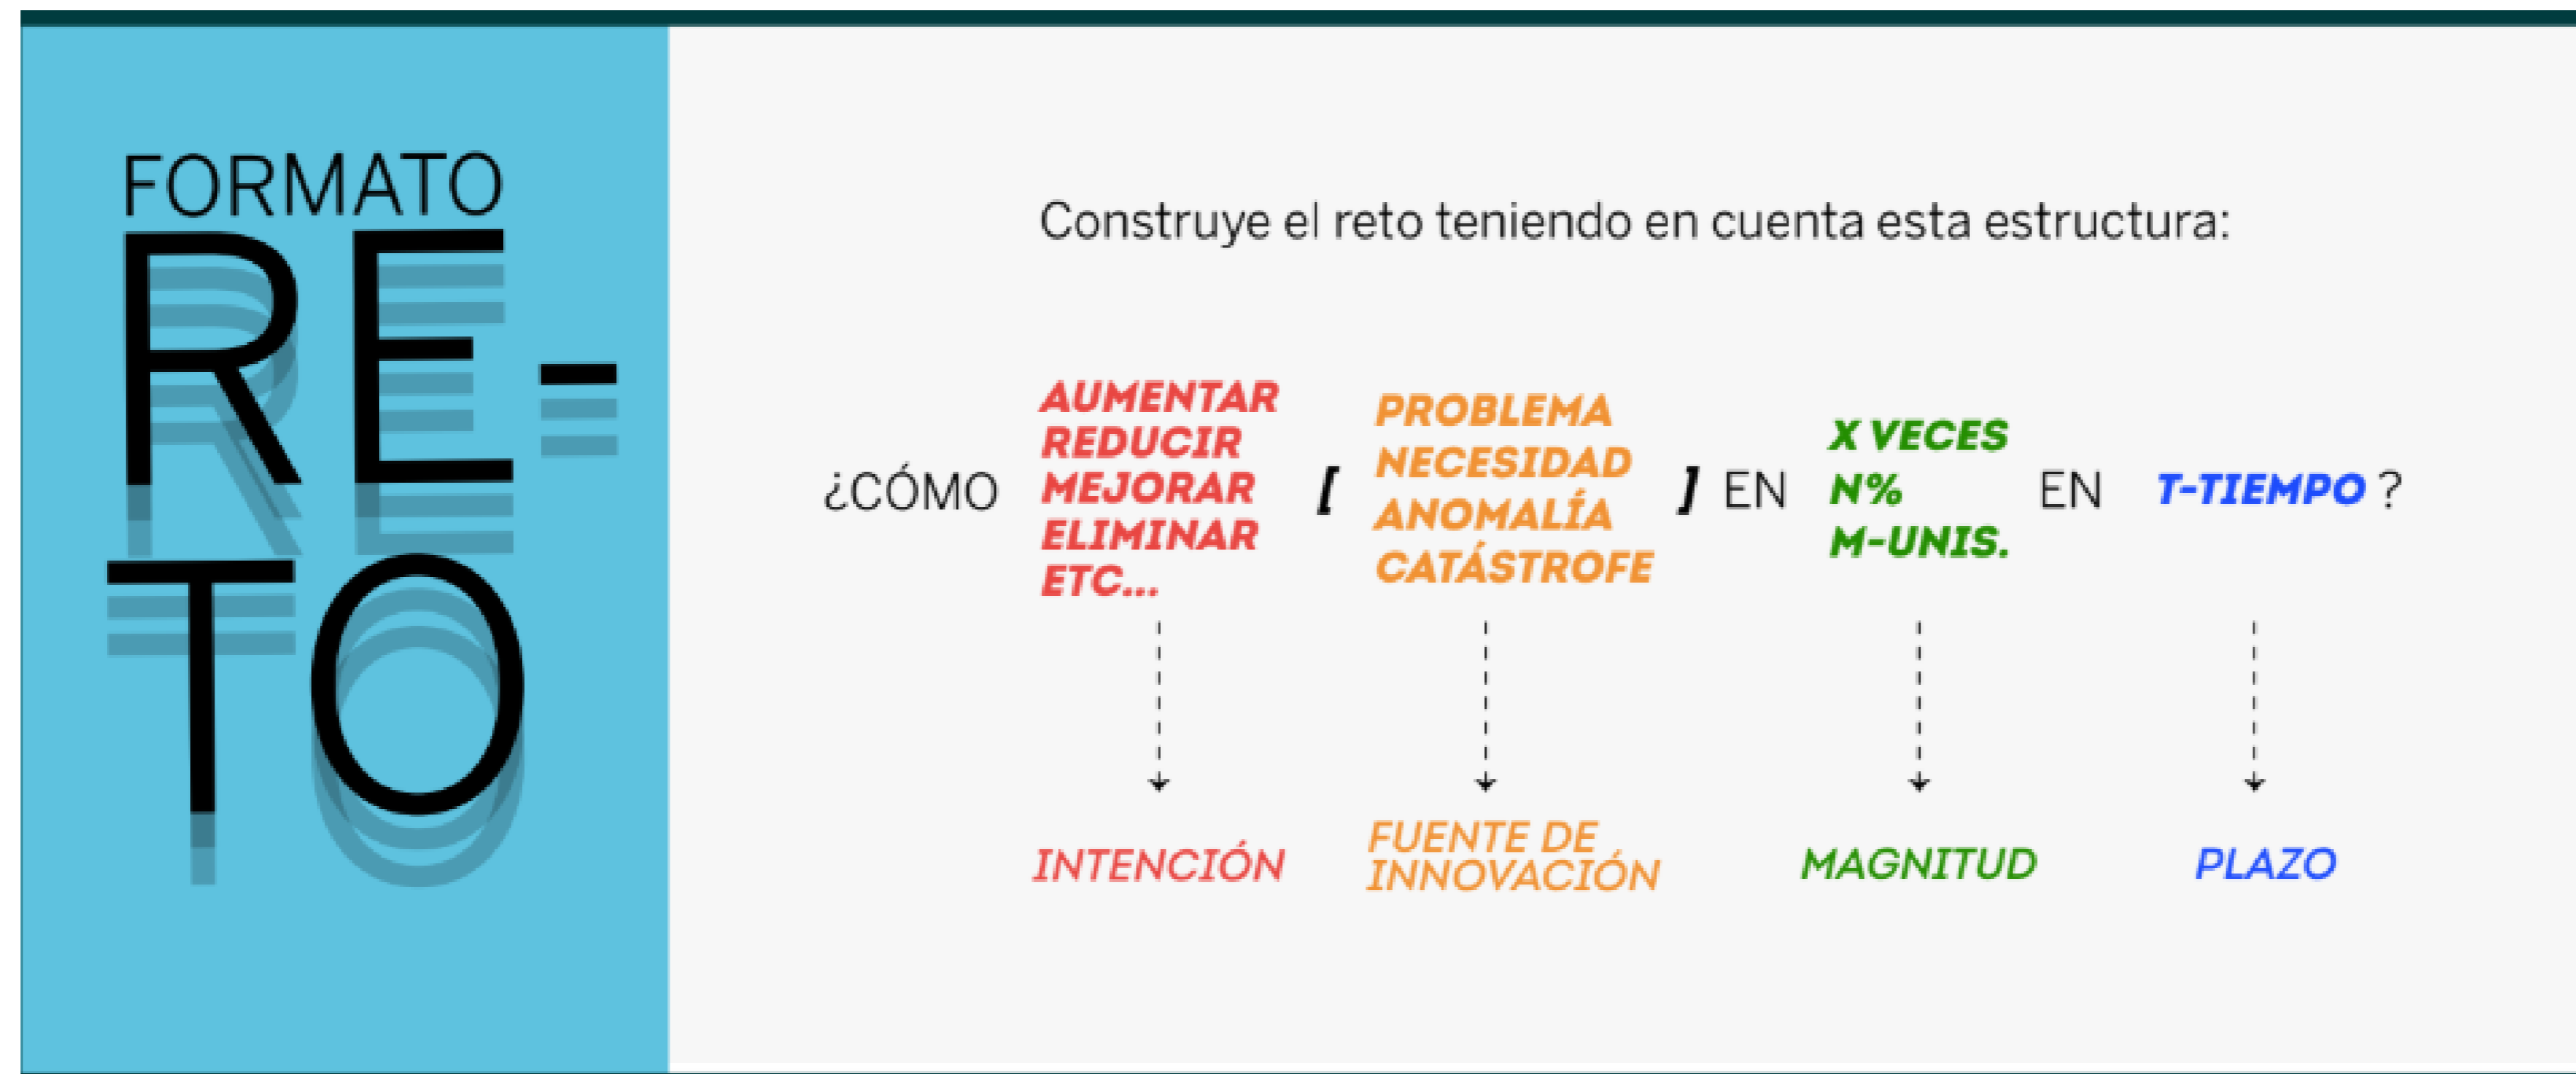 FORMATO
RE-
TO
Construye el reto teniendo en cuenta esta estructura:
¿CÓMO
AUMENTAR
REDUCIR
MEJORAR
ELIMINAR
ETC...
[
PROBLEMA
NECESIDAD
ANOMALÍA
CATÁSTROFE
] EN
X VECES
N%
M-UNIS.
EN
T-TIEMPO ?
INTENCIÓN
FUENTE DE
INNOVACIÓN
MAGNITUD
PLAZO